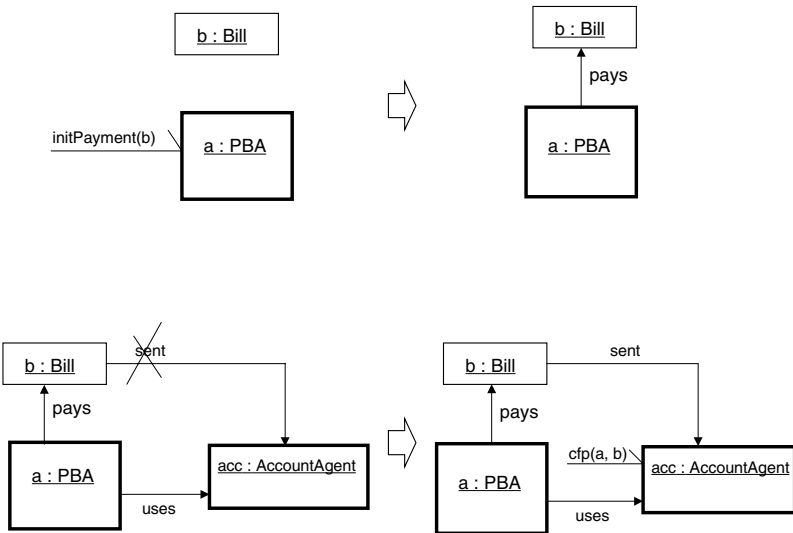 b : Bill
b : Bill
pays
initPayment(b)
a : PBA
a : PBA
sent
sent
b : Bill
b : Bill
pays
pays
cfp(a, b)
acc : AccountAgent
acc : AccountAgent
a : PBA
a : PBA
uses
uses